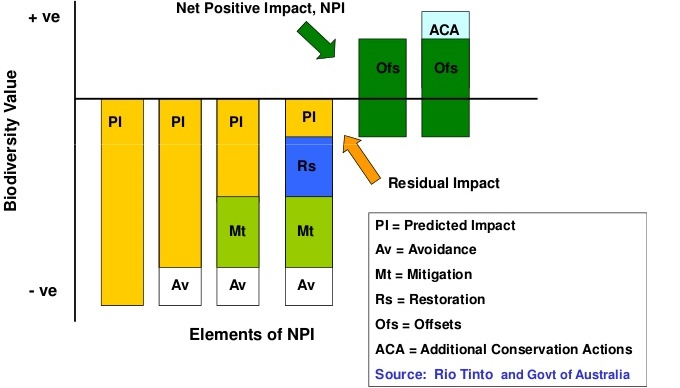 Net Positive Impact, NPI
+ ve
ACA
Ofs
Ofs
Biodiversity Value
PI
PI
PI
PI
Rs
Residual Impact
Mt
Mt
Av
Av
Av
- ve
Elements of NPI
PI = Predicted Impact
Av = Avoidance
Mt = Mitigation
Rs = Restoration
Ofs = Offsets
ACA = Additional Conservation Actions
Source: Rio Tinto and Govt of Australia